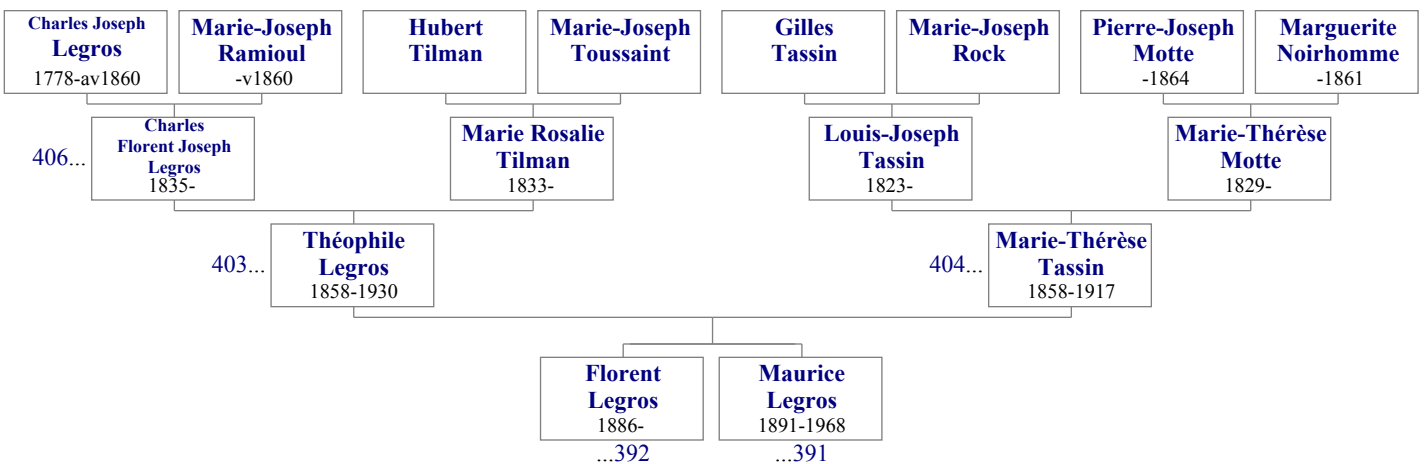 Charles Joseph
Legros
1778-av1860
Marie-Joseph
Ramioul
-v1860
Hubert
Tilman
Marie-Joseph
Toussaint
Gilles
Tassin
Marie-Joseph
Rock
Pierre-Joseph
Motte
-1864
Marguerite
Noirhomme
-1861
406...
Charles
Florent Joseph
Legros
1835-
Marie Rosalie
Tilman
1833-
Louis-Joseph
Tassin
1823-
Marie-Thérèse
Motte
1829-
403...
Théophile
Legros
1858-1930
404...
Marie-Thérèse
Tassin
1858-1917
Florent
Legros
1886-
...392
Maurice
Legros
1891-1968
...391